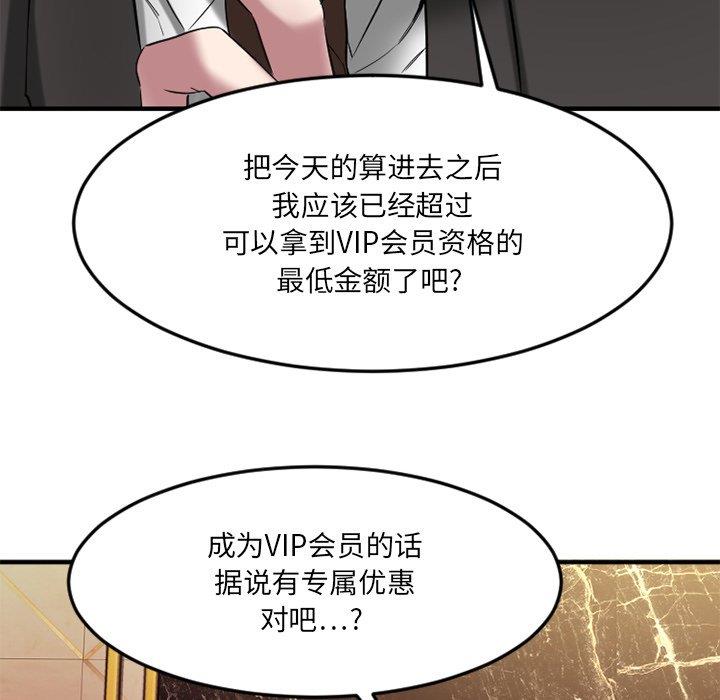 把今天的算进去之后
我应该已经超过
可以拿到VIP会员资格的
最低金额了吧?
成为VIP会员的话
据说有专属优惠
对吧...?